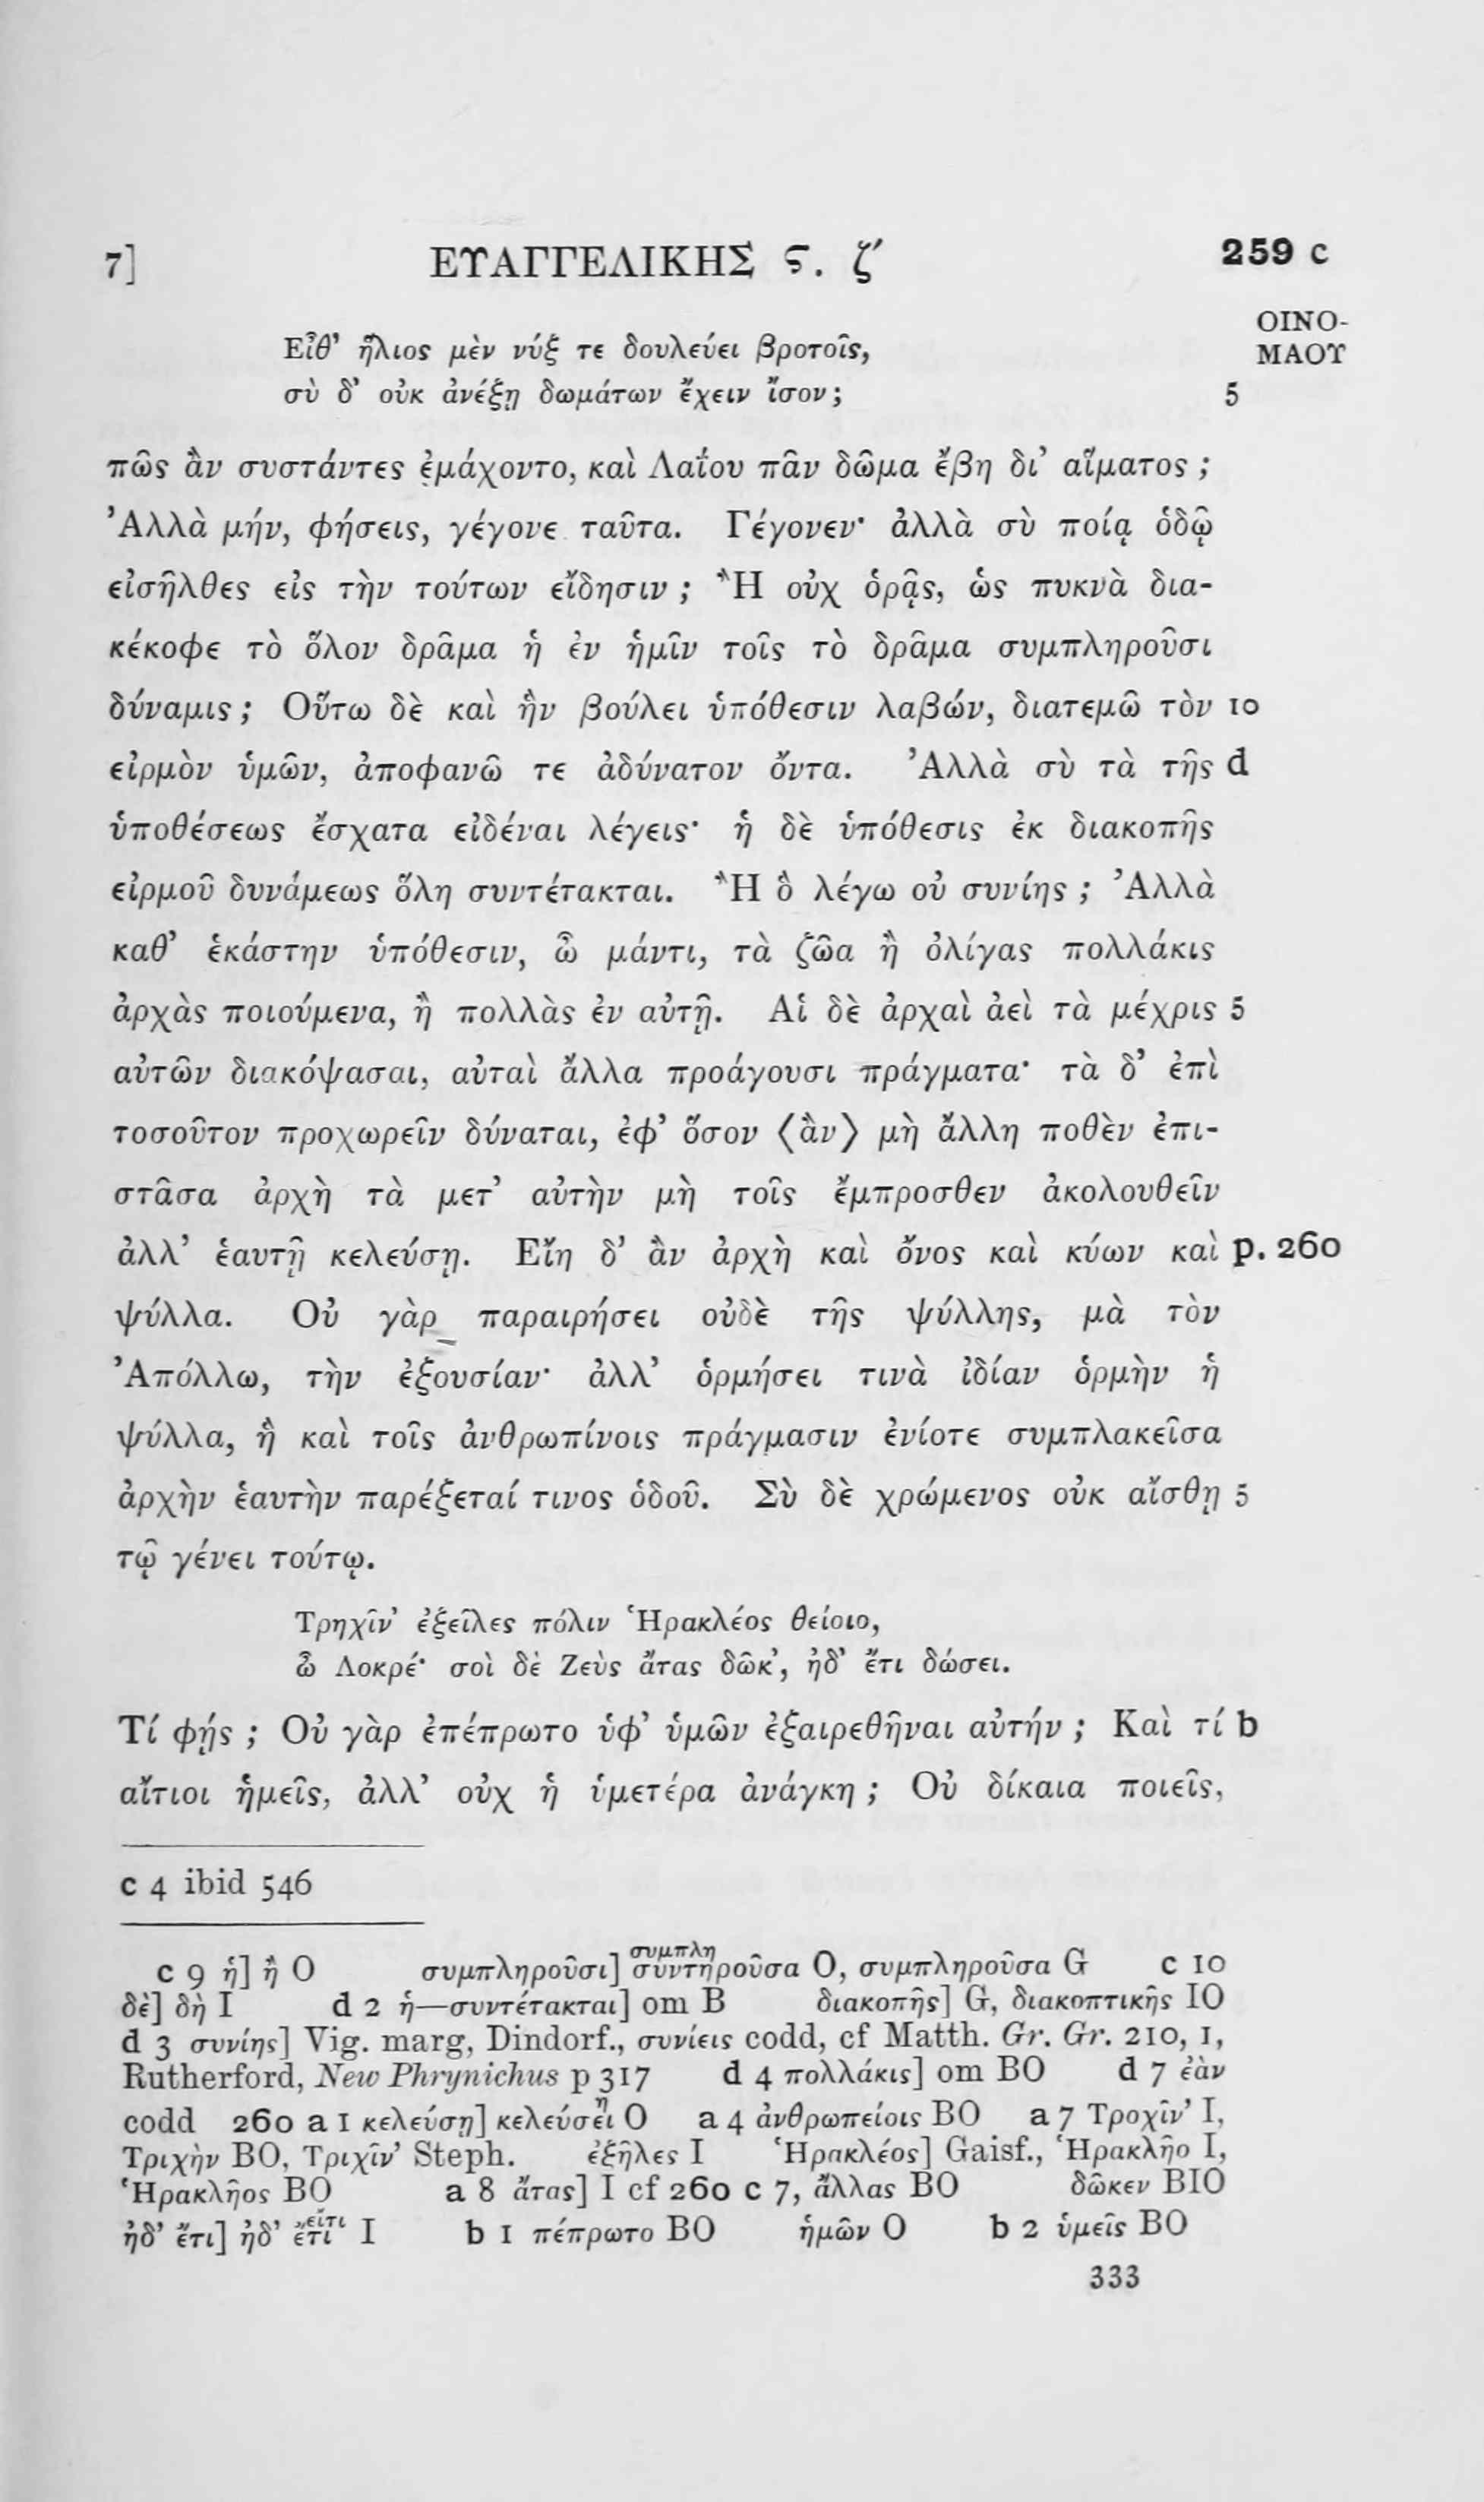 7] ΕΥΑΓΓΕΛΙΚΗΣ ϛ. ζ′ 259 c
ΟΙΝΟ-
ΜΑΟΥ
Εἶθ’ ἥλιος μὲν νύξ τε δουλεύει βροτοῖς,
σὺ δ’ οὐκ ἀνέξῃ δωμάτων ἔχειν ἴσον; 5
πῶς ἂν συστάντες ἐμάχοντο, καὶ Λαΐου πᾶν δῶμα ἔβη δι’ αἵματος ;
Ἀλλὰ μήν, φήσεις, γέγονε ταῦτα. Γέγονεν· ἀλλὰ σὺ ποίᾳ ὁδῷ
εἰσῆλθες εἰς τὴν τούτων εἴδησιν ; Ἢ οὐχ ὁρᾷς, ὡς πυκνὰ δια-
κέκοφε τὸ ὅλον δρᾶμα ἡ ἐν ἡμῖν τοῖς τὸ δρᾶμα συμπληροῦσι
δύναμις ; Οὕτω δὲ καὶ ἣν βούλει ὑπόθεσιν λαβών, διατεμῶ τὸν 10
εἱρμὸν ὑμῶν, ἀποφανῶ τε ἀδύνατον ὄντα. Ἀλλὰ σὺ τὰ τῆς d
ὑποθέσεως ἔσχατα εἰδέναι λέγεις· ἡ δὲ ὑπόθεσις ἐκ διακοπῆς
εἱρμοῦ δυνάμεως ὅλη συντέτακται. Ἢ ὃ λέγω οὐ συνίης ; Ἀλλὰ
καθ’ ἑκάστην ὑπόθεσιν, ὦ μάντι, τὰ ζῶα ἢ ὀλίγας πολλάκις
ἀρχὰς ποιούμενα, ἢ πολλὰς ἐν αὐτῇ. Αἱ δὲ ἀρχαὶ ἀεὶ τὰ μέχρις 5
αὐτῶν διακόψασαι, αὐταὶ ἄλλα προάγουσι πράγματα· τὰ δ’ ἐπὶ
τοσοῦτον προχωρεῖν δύναται, ἐφ’ ὅσον ⟨ἂν⟩ μὴ ἄλλη ποθὲν ἐπι-
στᾶσα ἀρχὴ τὰ μετ’ αὐτὴν μὴ τοῖς ἔμπροσθεν ἀκολουθεῖν
ἀλλ’ ἑαυτῇ κελεύσῃ. Εἴη δ’ ἂν ἀρχὴ καὶ ὄνος καὶ κύων καὶ p. 260
ψύλλα. Οὐ γὰρ παραιρήσει οὐδὲ τῆς ψύλλης, μὰ τὸν
Ἀπόλλω, τὴν ἐξουσίαν· ἀλλ’ ὁρμήσει τινὰ ἰδίαν ὁρμὴν ἡ
ψύλλα, ἢ καὶ τοῖς ἀνθρωπίνοις πράγμασιν ἐνίοτε συμπλακεῖσα
ἀρχὴν ἑαυτὴν παρέξεταί τινος ὁδοῦ. Σὺ δὲ χρώμενος οὐκ αἴσθῃ 5
τῷ γένει τούτῳ.
Τρηχῖν’ ἐξεῖλες πόλιν Ἡρακλέος θείοιο,
ὦ Λοκρέ· σοὶ δὲ Ζεὺς ἄτας δῶκ’, ἠδ’ ἔτι δώσει.
Τί φῄς ; Οὐ γὰρ ἐπέπρωτο ὑφ’ ὑμῶν ἐξαιρεθῆναι αὐτήν ; Καὶ τί b
αἴτιοι ἡμεῖς, ἀλλ’ οὐχ ἡ ὑμετέρα ἀνάγκη ; Οὐ δίκαια ποιεῖς,
c 4 ibid 546
c 9 ἡ] ἢ O συμπληροῦσι] συμπλη συντηροῦσα O, συμπληροῦσα G c 10
δὲ] δὴ I d 2 ἡ—συντέτακται] om B διακοπῆς] G, διακοπτικῆς IO
d 3 συνίης] Vig. marg, Dindorf., συνίεις codd, cf Matth. Gr. Gr. 210, 1,
Rutherford, New Phrynichus p 317 d 4 πολλάκις] om BO d 7 ἐὰν
codd 260 a 1 κελεύσῃ] κελεύσει η O a 4 ἀνθρωπείοις BO a 7 Τροχῖν’ I,
Τριχὴν BO, Τριχῖν’ Steph. ἐξῆλες I Ἡρακλέος] Gaisf., Ἡρακλῆο I,
Ἡρακλῆος BO a 8 ἄτας] I cf 260 c 7, ἄλλας BO δῶκεν BIO
ἠδ’ ἔτι] ἠδ’ ἔτι εἴτι I b 1 πέπρωτο BO ἡμῶν O b 2 ὑμεῖς BO
333